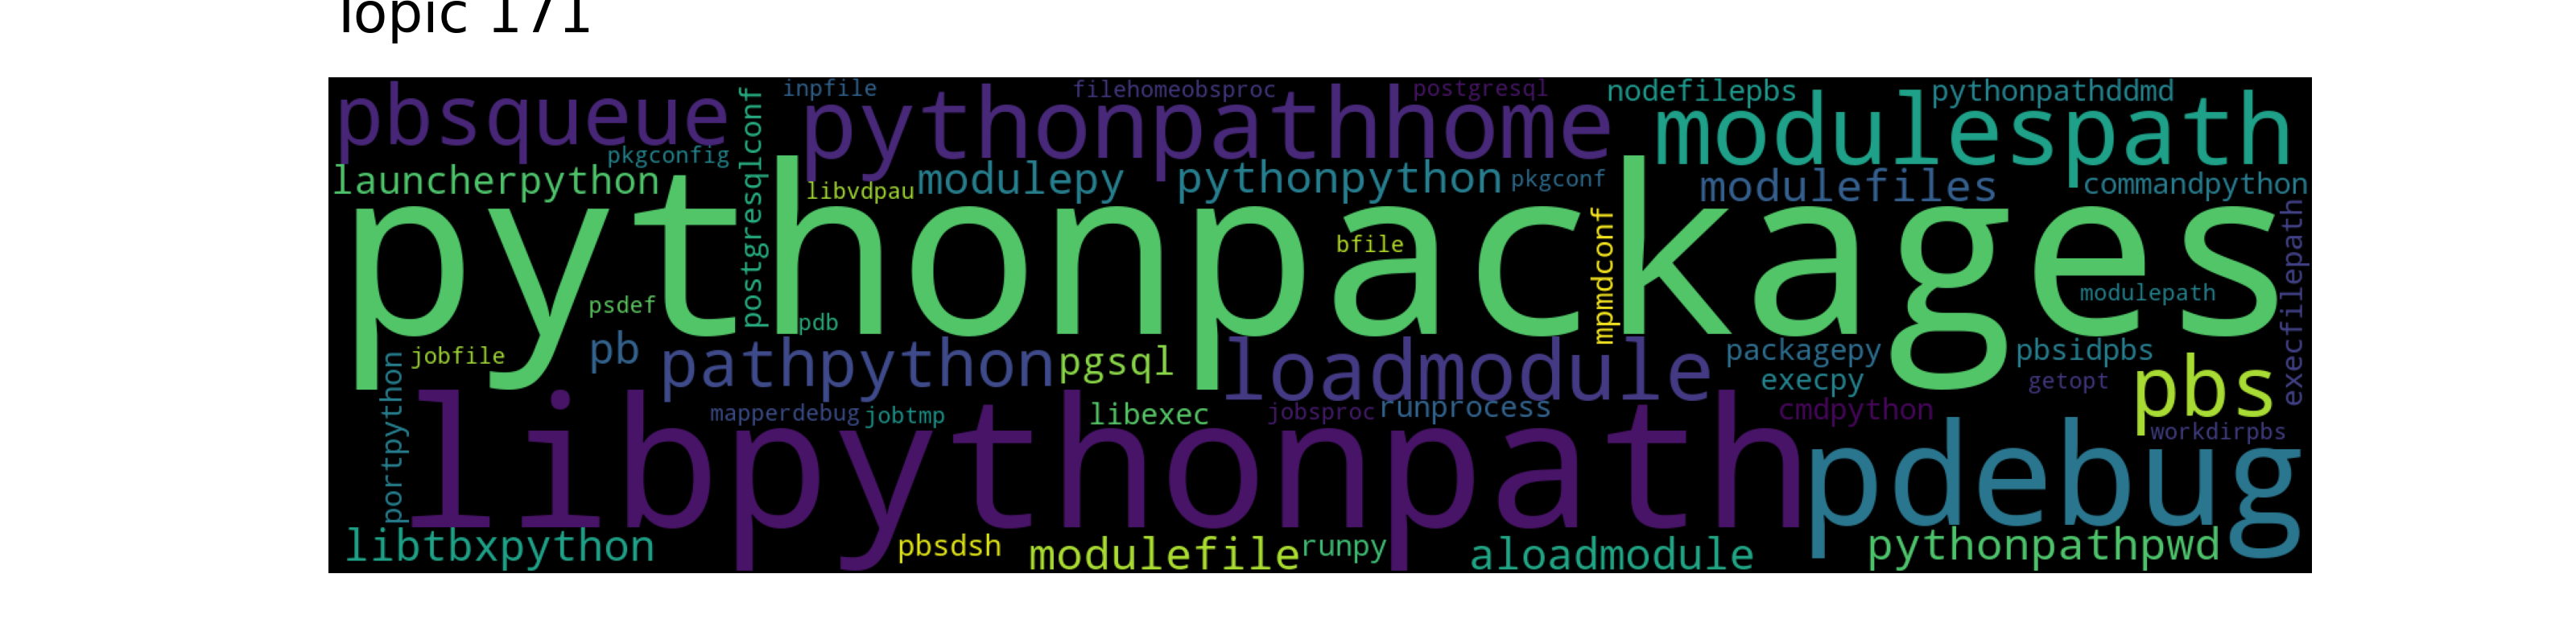 Topic 171
inpfile filehomeobsproc postgresql nodefilepbs pythonpathddmd
pbsqueue pythonpathhome modulespath
pkgconfig postgresqlconf
launcherpython libvdpau modulepy pythonpython pkgconf modulefiles commandpython
pythonpackages
bfile mpmdconf execfilepath
psdef pdb modulepath
jobfile pb pathpython pgsql loadmodule packagepy pbsidpbs
execpy getopt pbs
portpython mapperdebug jobtmp libexec jobsproc runprocess cmdpython
workdirpbs
libpythonpath pdebug
libtbxpython pbsdsh modulefile runpy aloadmodule pythonpathpwd